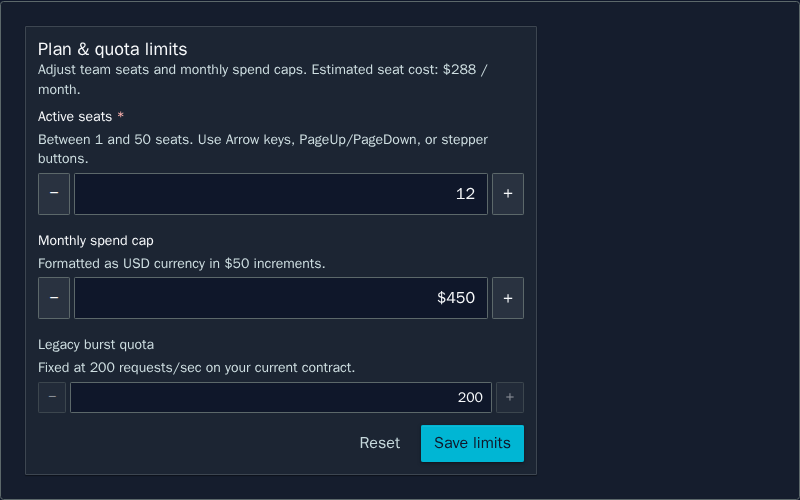 Plan & quota limits
Adjust team seats and monthly spend caps. Estimated seat cost: $288 /
month.
Active seats *
Between 1 and 50 seats. Use Arrow keys, PageUp/PageDown, or stepper
buttons.
− 12 +
Monthly spend cap
Formatted as USD currency in $50 increments.
− $450 +
Legacy burst quota
Fixed at 200 requests/sec on your current contract.
− 200 +
Reset Save limits